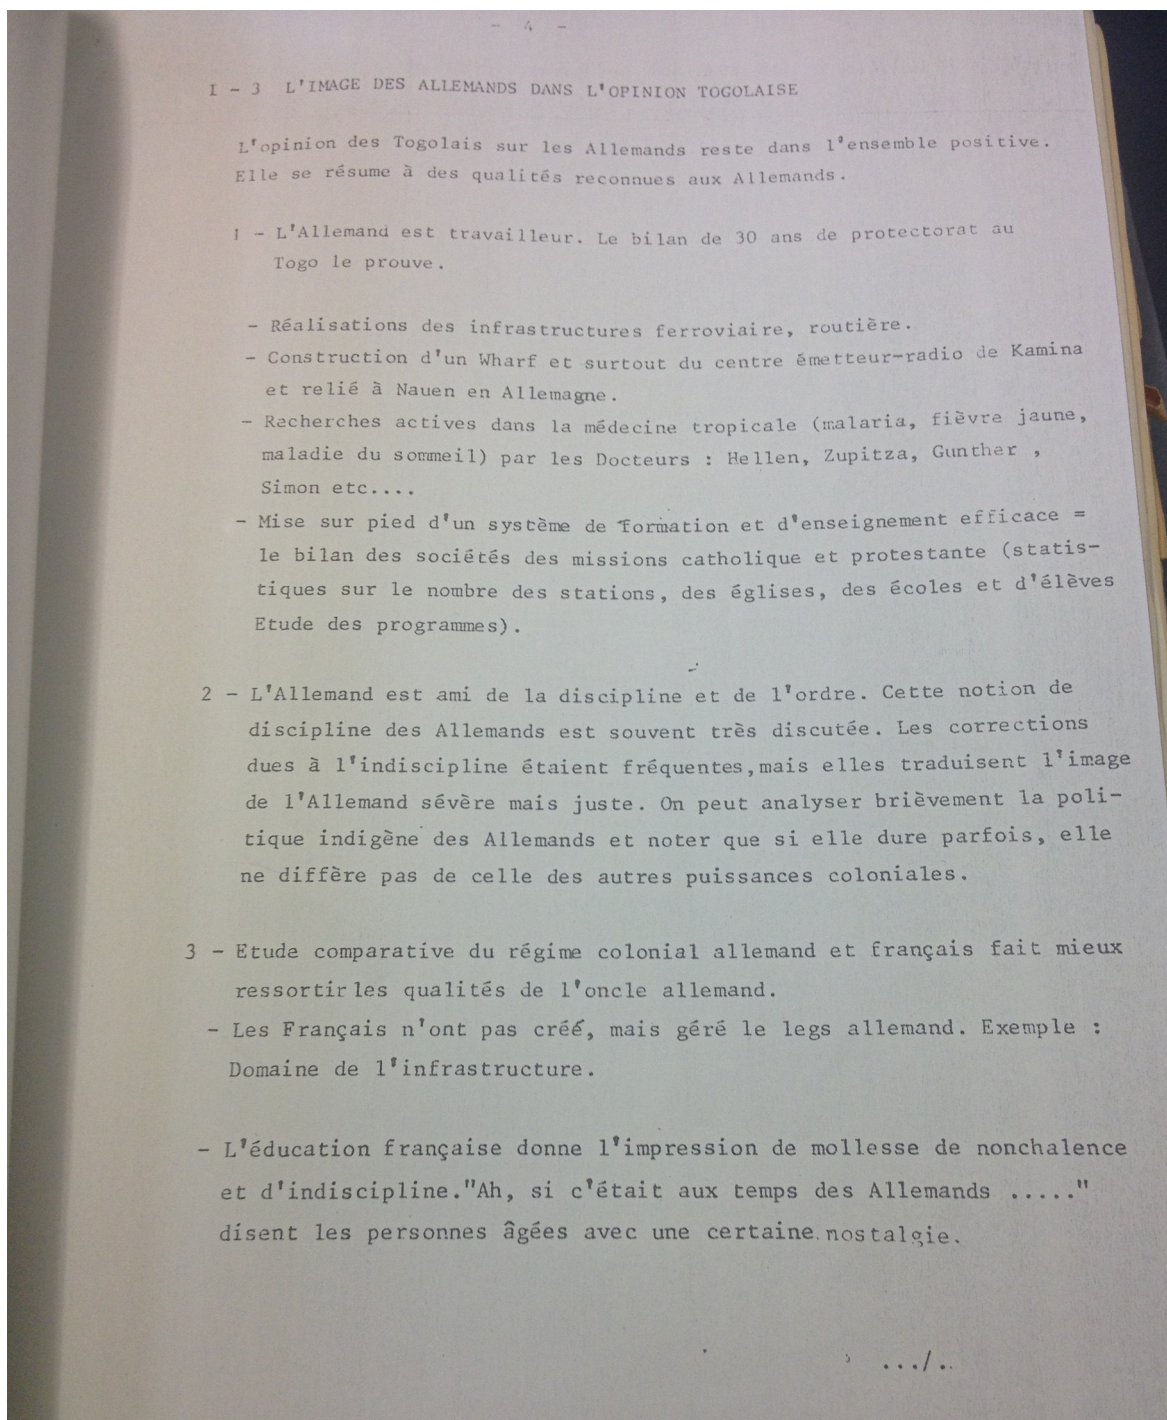 - 4 -
I - 3 L'IMAGE DES ALLEMANDS DANS L'OPINION TOGOLAISE
L'opinion des Togolais sur les Allemands reste dans l'ensemble positive.
Elle se résume à des qualités reconnues aux Allemands.
1 - L'Allemand est travailleur. Le bilan de 30 ans de protectorat au
Togo le prouve.
- Réalisations des infrastructures ferroviaire, routière.
- Construction d'un Wharf et surtout du centre émetteur-radio de Kamina
et relié à Nauen en Allemagne.
- Recherches actives dans la médecine tropicale (malaria, fièvre jaune,
maladie du sommeil) par les Docteurs : Hellen, Zupitza, Gunther ,
Simon etc....
- Mise sur pied d'un système de formation et d'enseignement efficace =
le bilan des sociétés des missions catholique et protestante (statis-
tiques sur le nombre des stations, des églises, des écoles et d'élèves
Etude des programmes).
2 - L'Allemand est ami de la discipline et de l'ordre. Cette notion de
discipline des Allemands est souvent très discutée. Les corrections
dues à l'indiscipline étaient fréquentes,mais elles traduisent l'image
de l'Allemand sévère mais juste. On peut analyser brièvement la poli-
tique indigène des Allemands et noter que si elle dure parfois, elle
ne diffère pas de celle des autres puissances coloniales.
3 - Etude comparative du régime colonial allemand et français fait mieux
ressortir les qualités de l'oncle allemand.
- Les Français n'ont pas créé, mais géré le legs allemand. Exemple :
Domaine de l'infrastructure.
- L'éducation française donne l'impression de mollesse de nonchalence
et d'indiscipline."Ah, si c'était aux temps des Allemands ....."
disent les personnes âgées avec une certaine nostalgie.
.../..